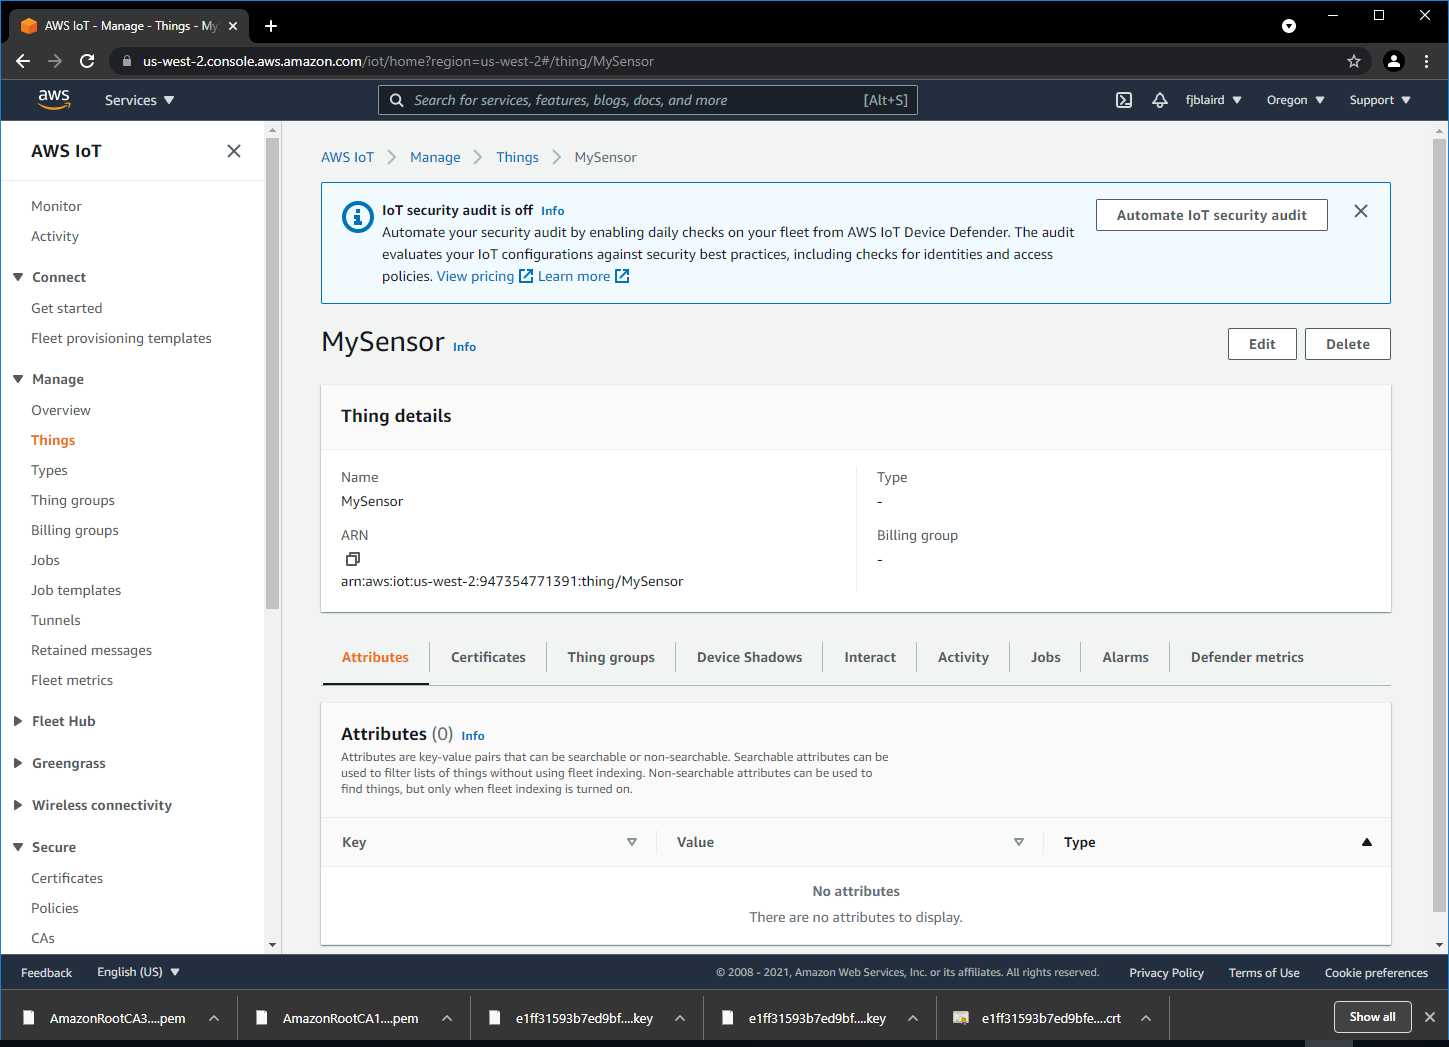 AWS IoT - Manage - Things - My
us-west-2.console.aws.amazon.com/iot/home?region=us-west-2#/thing/MySensor
aws
Services
Search for services, features, blogs, docs, and more
[Alt+S]
fjblaird
Oregon
Support
AWS IoT
Monitor
Activity
Connect
Get started
Fleet provisioning templates
Manage
Overview
Things
Types
Thing groups
Billing groups
Jobs
Job templates
Tunnels
Retained messages
Fleet metrics
Fleet Hub
Greengrass
Wireless connectivity
Secure
Certificates
Policies
CAs
AWS IoT
Manage
Things
MySensor
IoT security audit is off Info
Automate your security audit by enabling daily checks on your fleet from AWS IoT Device Defender. The audit
evaluates your IoT configurations against security best practices, including checks for identities and access
policies. View pricing Learn more
Automate IoT security audit
MySensor Info
Edit
Delete
Thing details
Name
MySensor
ARN
arn:aws:iot:us-west-2:947354771391:thing/MySensor
Type
-
Billing group
-
Attributes
Certificates
Thing groups
Device Shadows
Interact
Activity
Jobs
Alarms
Defender metrics
Attributes (0) Info
Attributes are key-value pairs that can be searchable or non-searchable. Searchable attributes can be
used to filter lists of things without using fleet indexing. Non-searchable attributes can be used to
find things, but only when fleet indexing is turned on.
Key
Value
Type
No attributes
There are no attributes to display.
Feedback
English (US)
© 2008 - 2021, Amazon Web Services, Inc. or its affiliates. All rights reserved.
Privacy Policy
Terms of Use
Cookie preferences
AmazonRootCA3....pem
AmazonRootCA1....pem
e1ff31593b7ed9bf....key
e1ff31593b7ed9bf....key
e1ff31593b7ed9bfe....crt
Show all